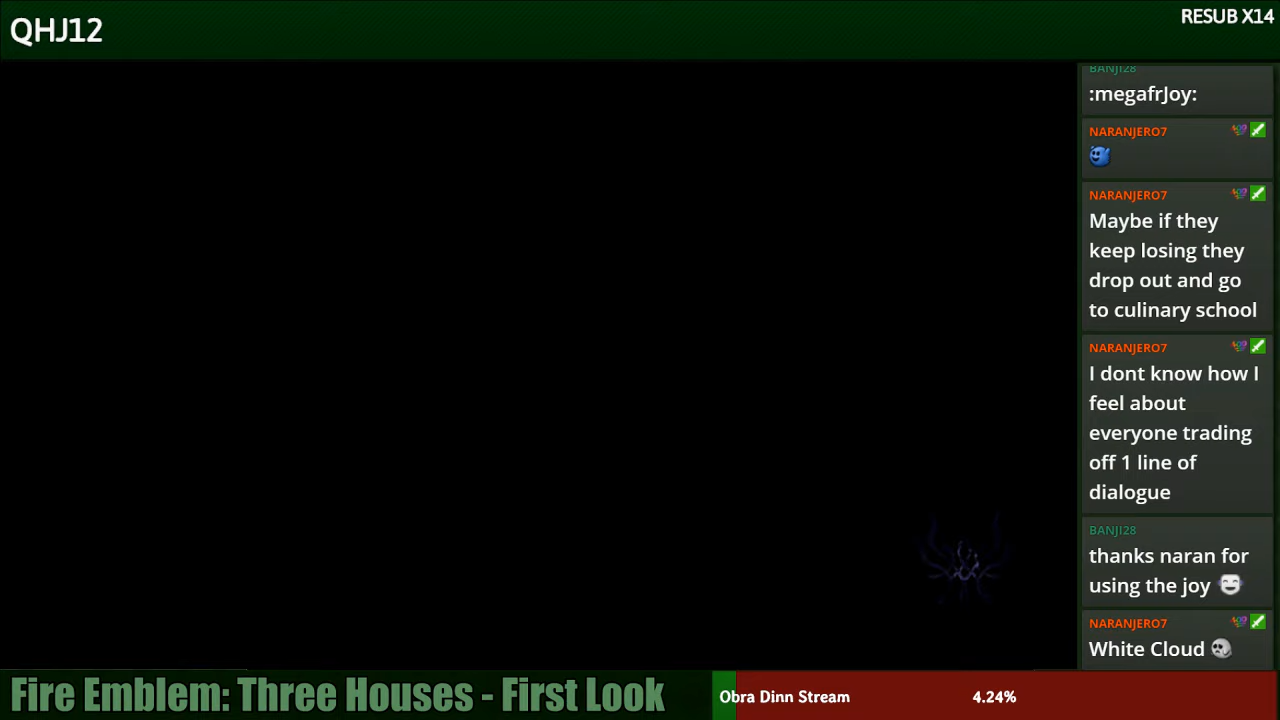 QHJ12
RESUB X14
BANJI28
:megafrJoy:
NARANJERO7
NARANJERO7
Maybe if they
keep losing they
drop out and go
to culinary school
NARANJERO7
I dont know how I
feel about
everyone trading
off 1 line of
dialogue
BANJI28
thanks naran for
using the joy
NARANJERO7
White Cloud
Fire Emblem: Three Houses - First Look
Obra Dinn Stream 4.24%